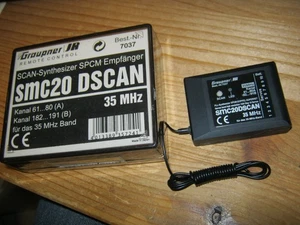 Graupner JR
REMOTE CONTROL
Best.-Nr.
7037
SCAN-Synthesizer SPCM Empfänger
smc20 DSCAN
35 MHz
Kanal 61...80 (A)
Kanal 182...191 (B)
für das 35 MHz Band
CE
Graupner JR
smc20DSCAN
35 MHz
CE